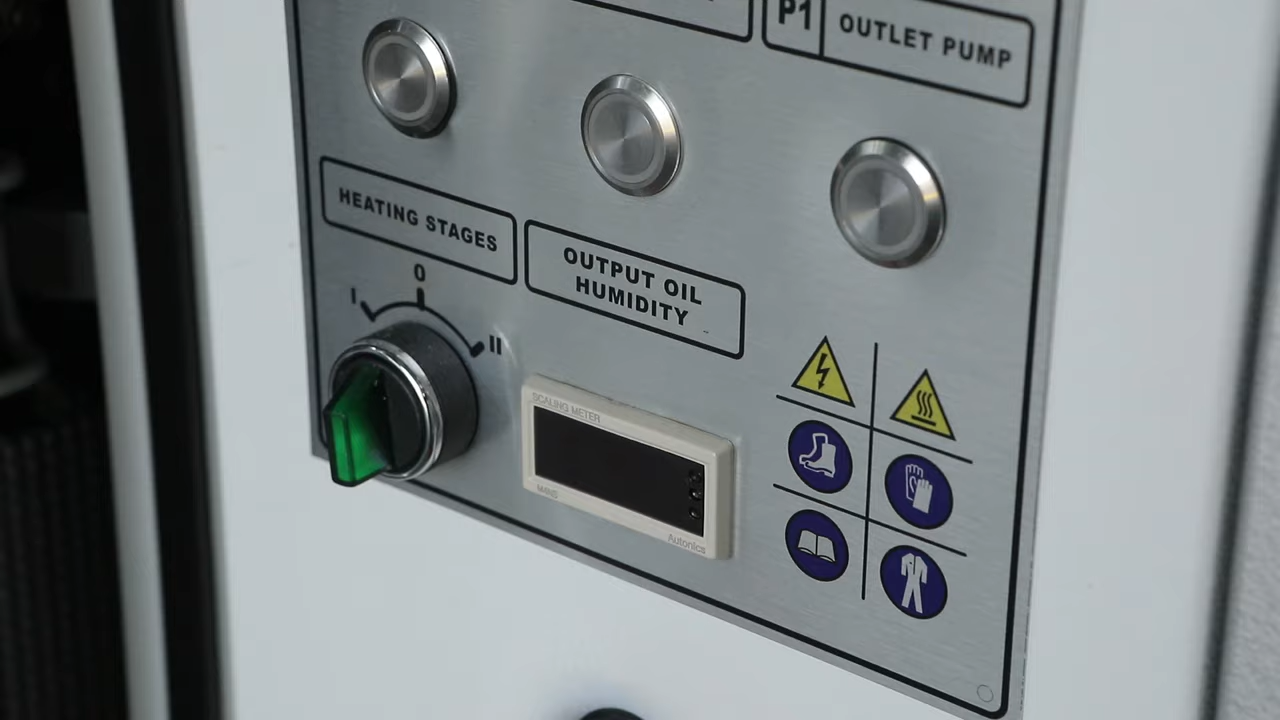 P1
OUTLET PUMP
HEATING STAGES
OUTPUT OIL
HUMIDITY
0
I
II
SCALING METER
Autonics